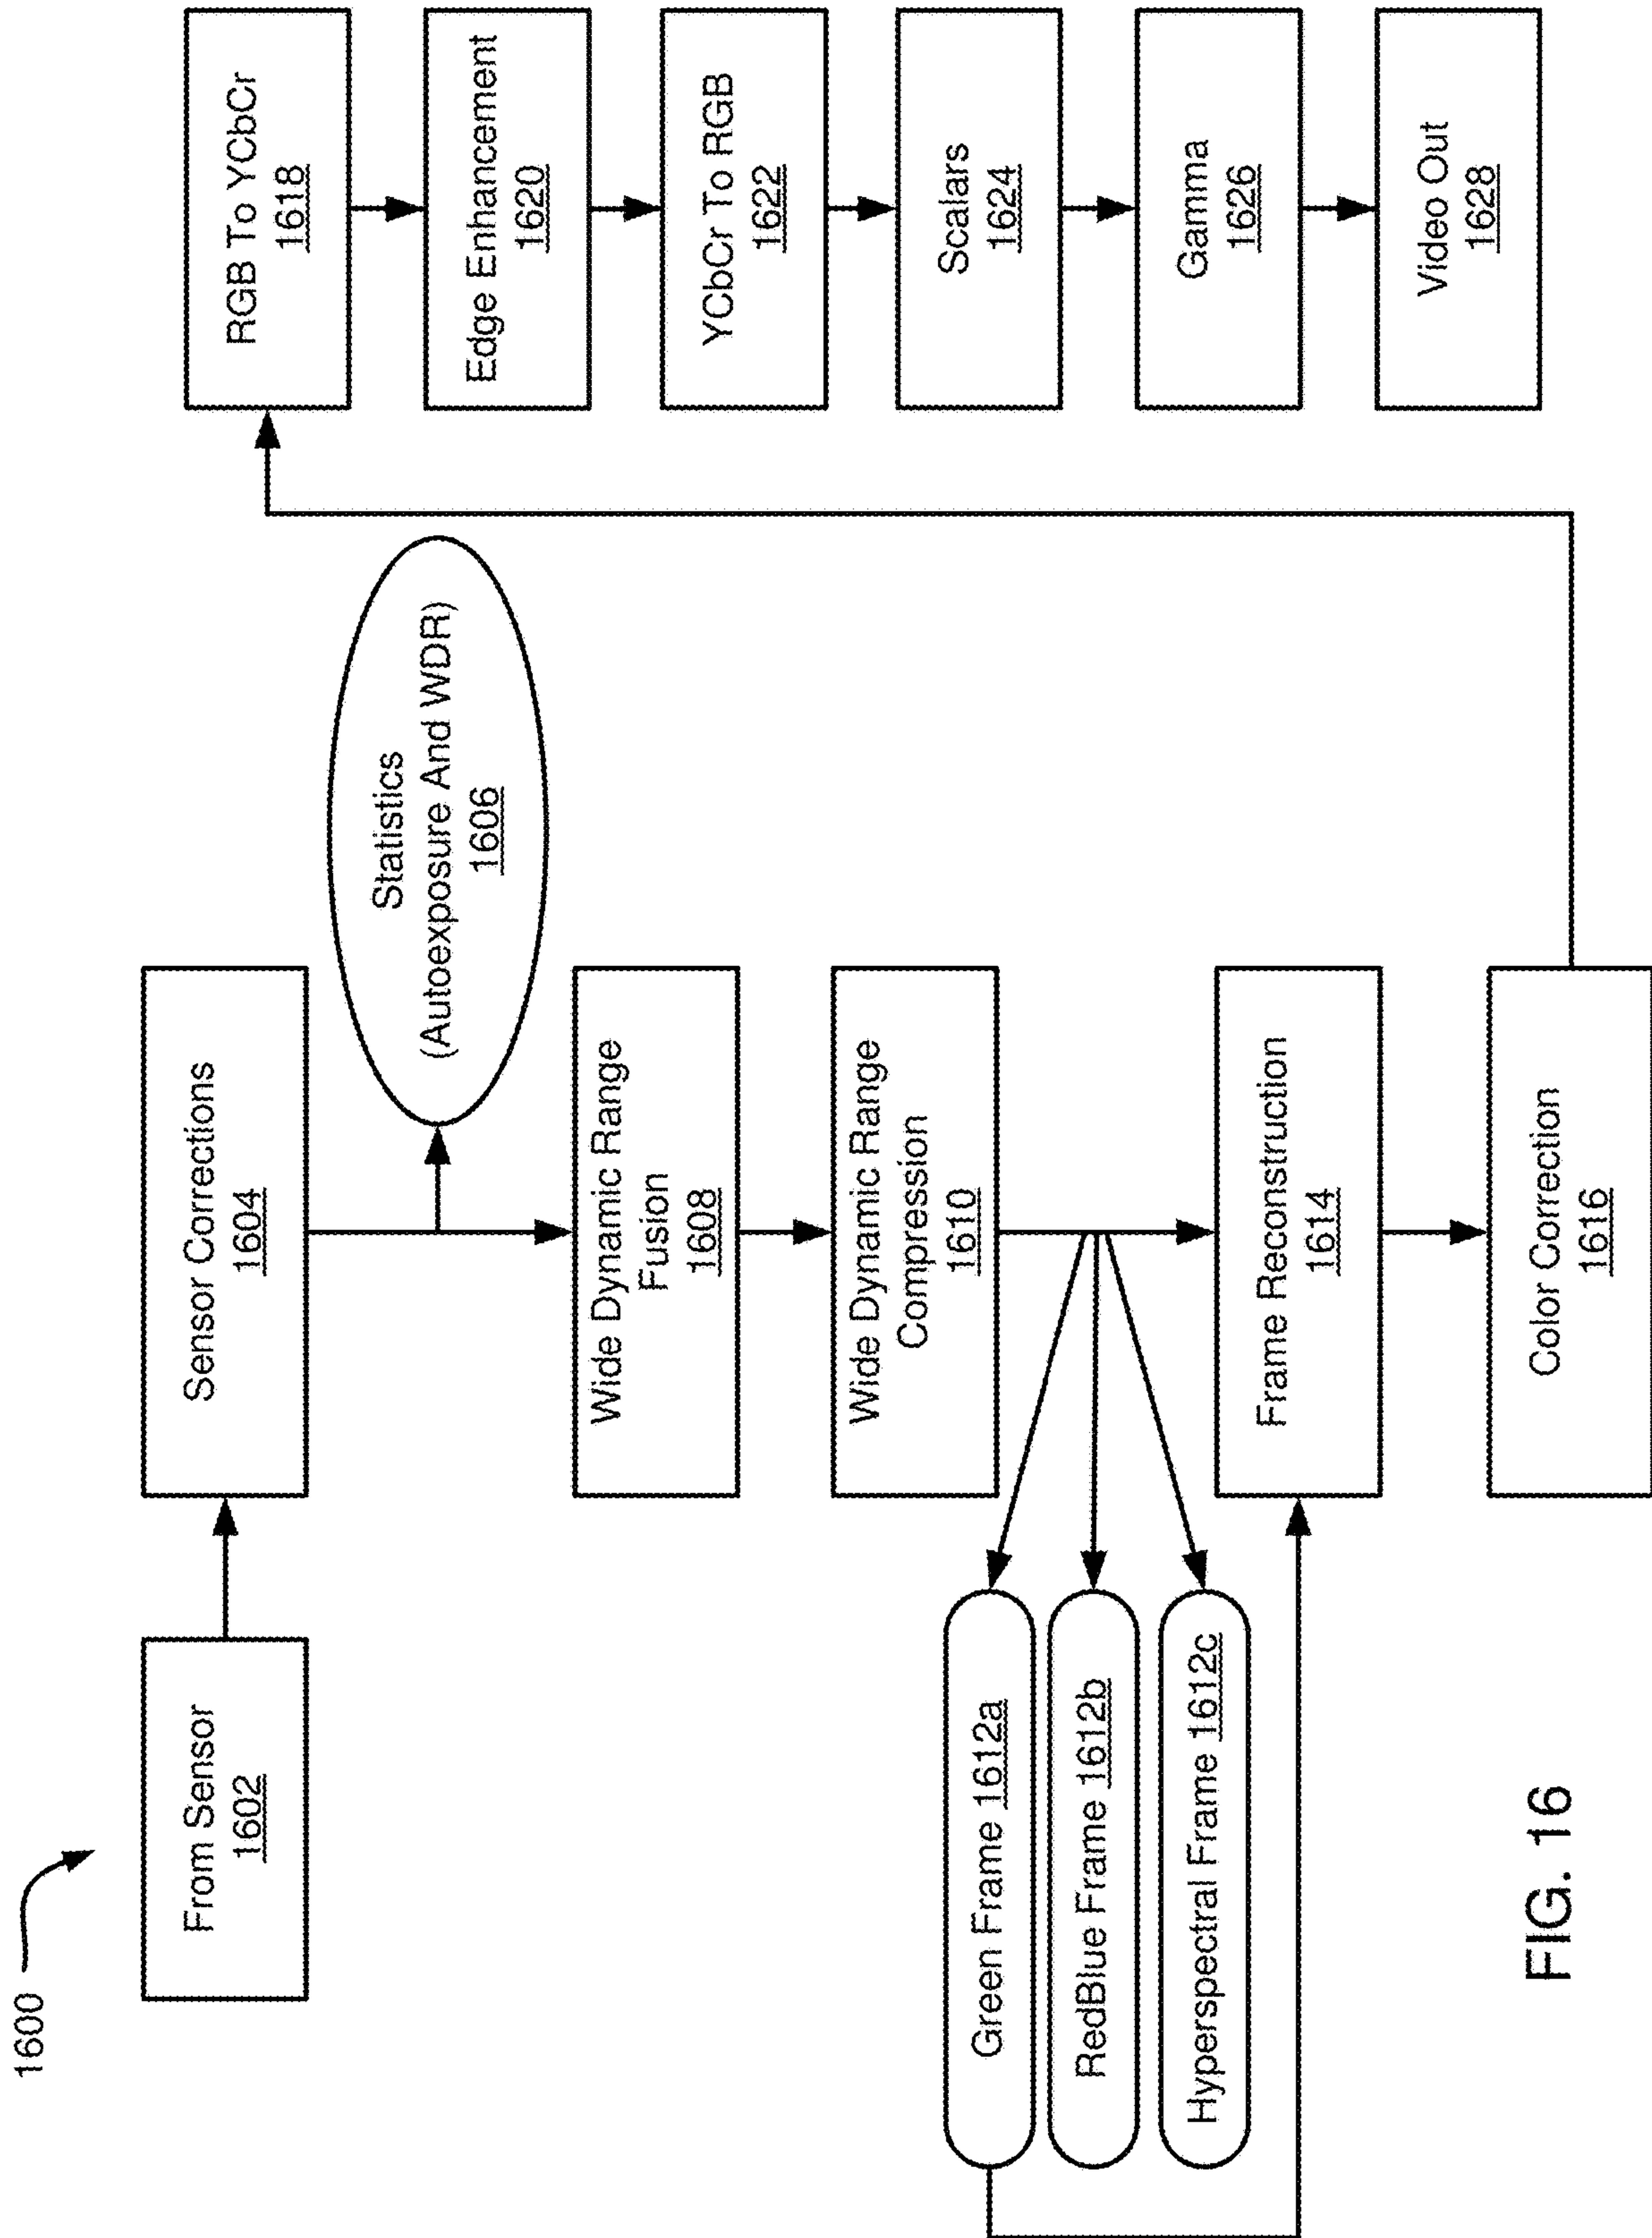 1600
From Sensor
1602
Sensor Corrections
1604
Statistics
(Autoexposure And WDR)
1606
Wide Dynamic Range
Fusion
1608
Wide Dynamic Range
Compression
1610
Green Frame 1612a
RedBlue Frame 1612b
Hyperspectral Frame 1612c
Frame Reconstruction
1614
Color Correction
1616
RGB To YCbCr
1618
Edge Enhancement
1620
YCbCr To RGB
1622
Scalars
1624
Gamma
1626
Video Out
1628
FIG. 16